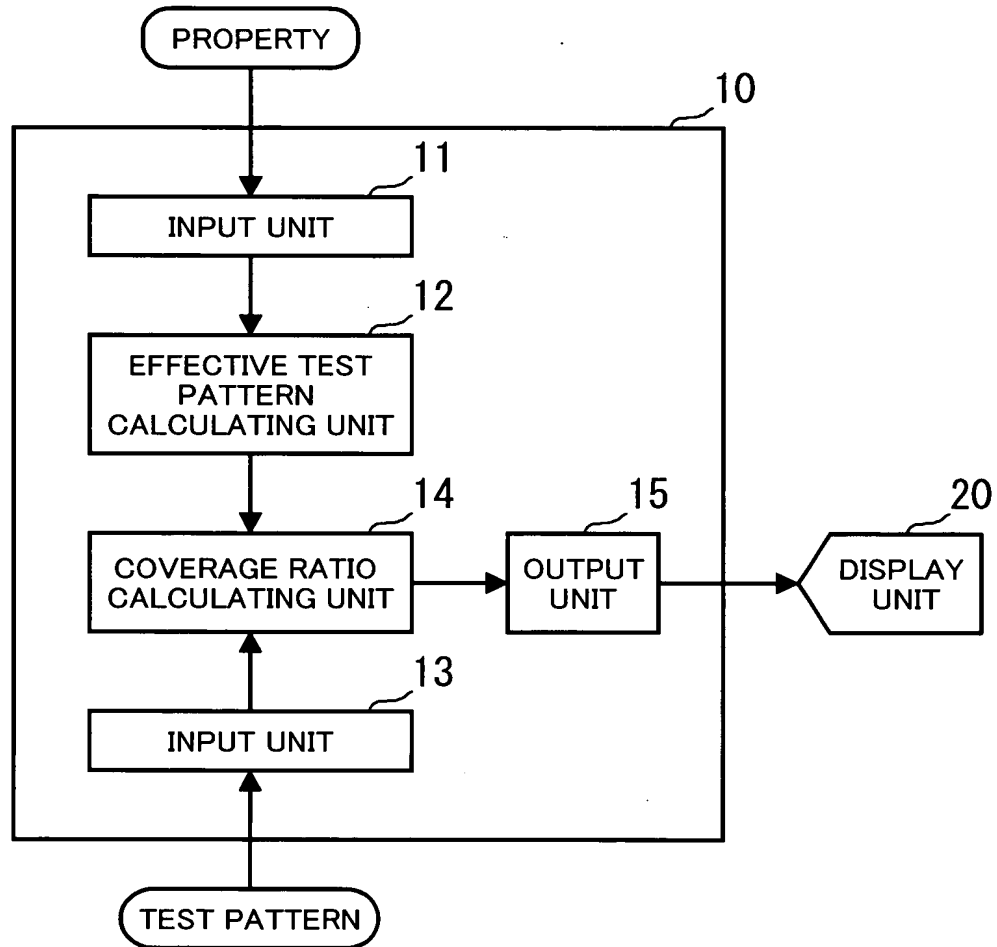 PROPERTY
10
11
INPUT UNIT
12
EFFECTIVE TEST
PATTERN
CALCULATING UNIT
14
COVERAGE RATIO
CALCULATING UNIT
15
OUTPUT
UNIT
20
DISPLAY
UNIT
13
INPUT UNIT
TEST PATTERN